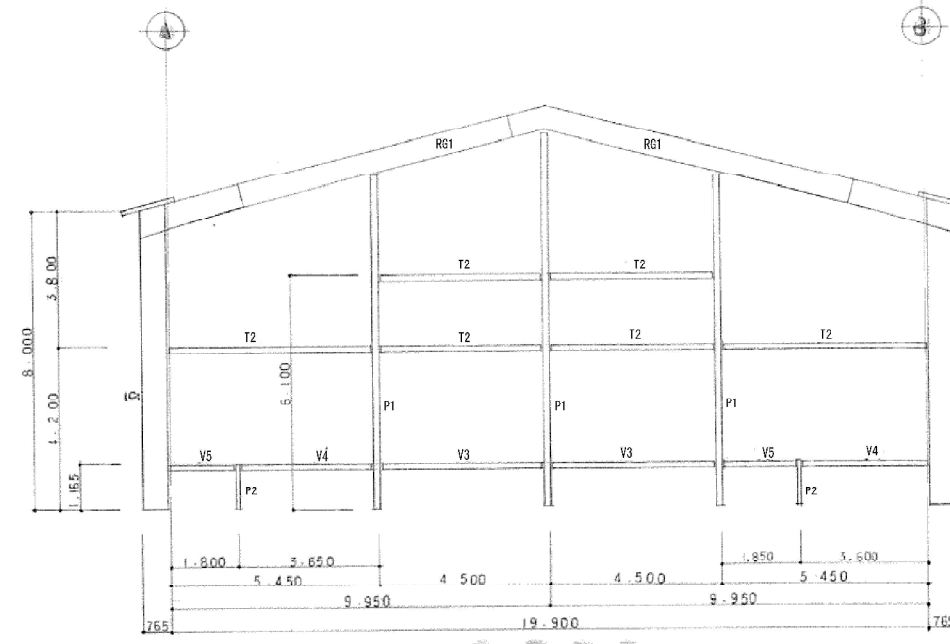 A B
RG1 RG1
T2 T2
3.800
T2 T2 T2 T2
8.000
6.100
P1 P1 P1
4.200
V5 V4 V3 V3 V5 V4
1.165
P2 P2
1.800 3.650 1.850 3.600
5.450 4.500 4.500 5.450
9.950 9.950
765 19.900